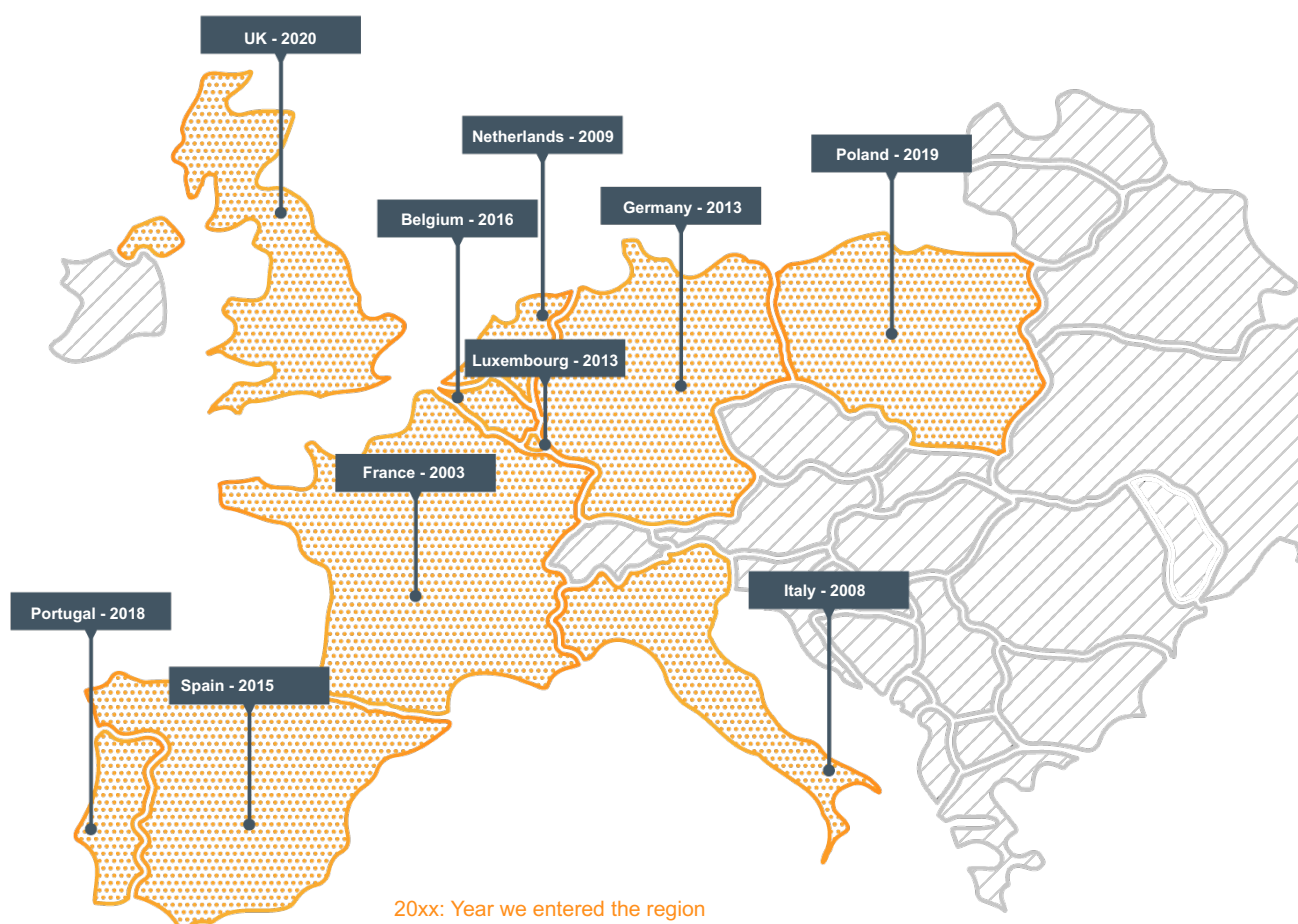 UK - 2020
Netherlands - 2009
Poland - 2019
Belgium - 2016
Germany - 2013
Luxembourg - 2013
France - 2003
Italy - 2008
Portugal - 2018
Spain - 2015
20xx: Year we entered the region